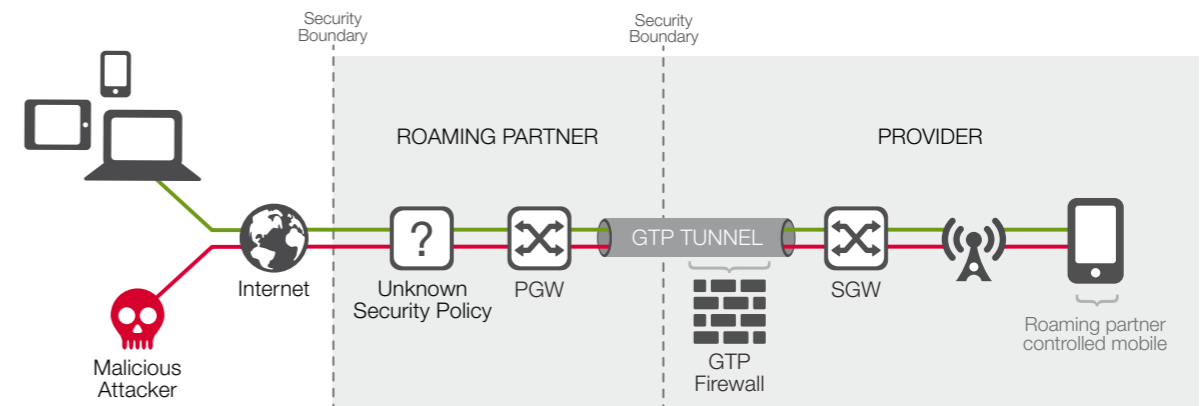 Security
Boundary
Security
Boundary
ROAMING PARTNER
PROVIDER
?
GTP TUNNEL
Internet
Unknown
Security Policy
PGW
SGW
Malicious
Attacker
GTP
Firewall
Roaming partner
controlled mobile